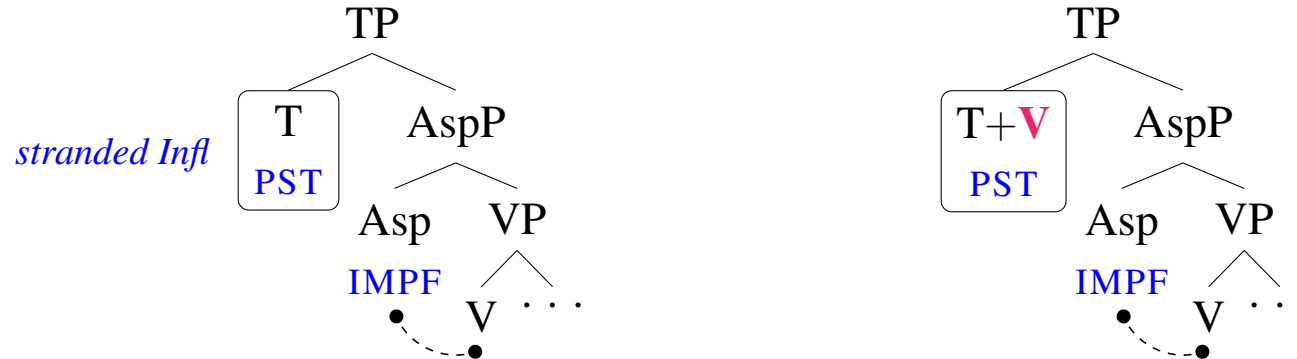 TP TP
T AspP T+V AspP
stranded Infl
PST PST
Asp VP Asp VP
IMPF IMPF
V · · · V · ·